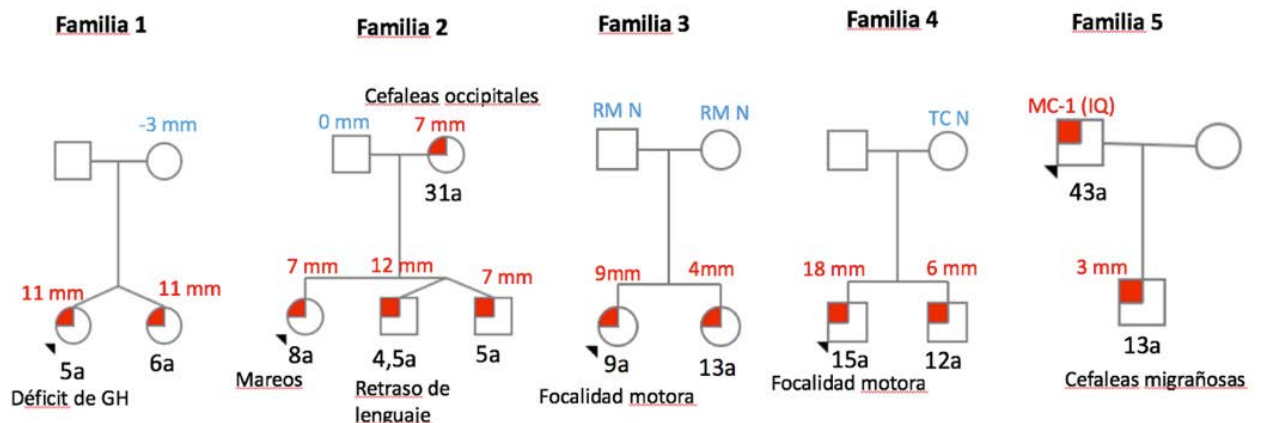 Familia 1
Familia 2
Familia 3
Familia 4
Familia 5
-3 mm
11 mm
11 mm
5a
6a
Déficit de GH
Cefaleas occipitales
0 mm
7 mm
31a
7 mm
12 mm
7 mm
8a
4,5a
5a
Mareos
Retraso de
lenguaje
RM N
RM N
9mm
4mm
9a
13a
Focalidad motora
TC N
18 mm
6 mm
15a
12a
Focalidad motora
MC-1 (IQ)
43a
3 mm
13a
Cefaleas migrañosas